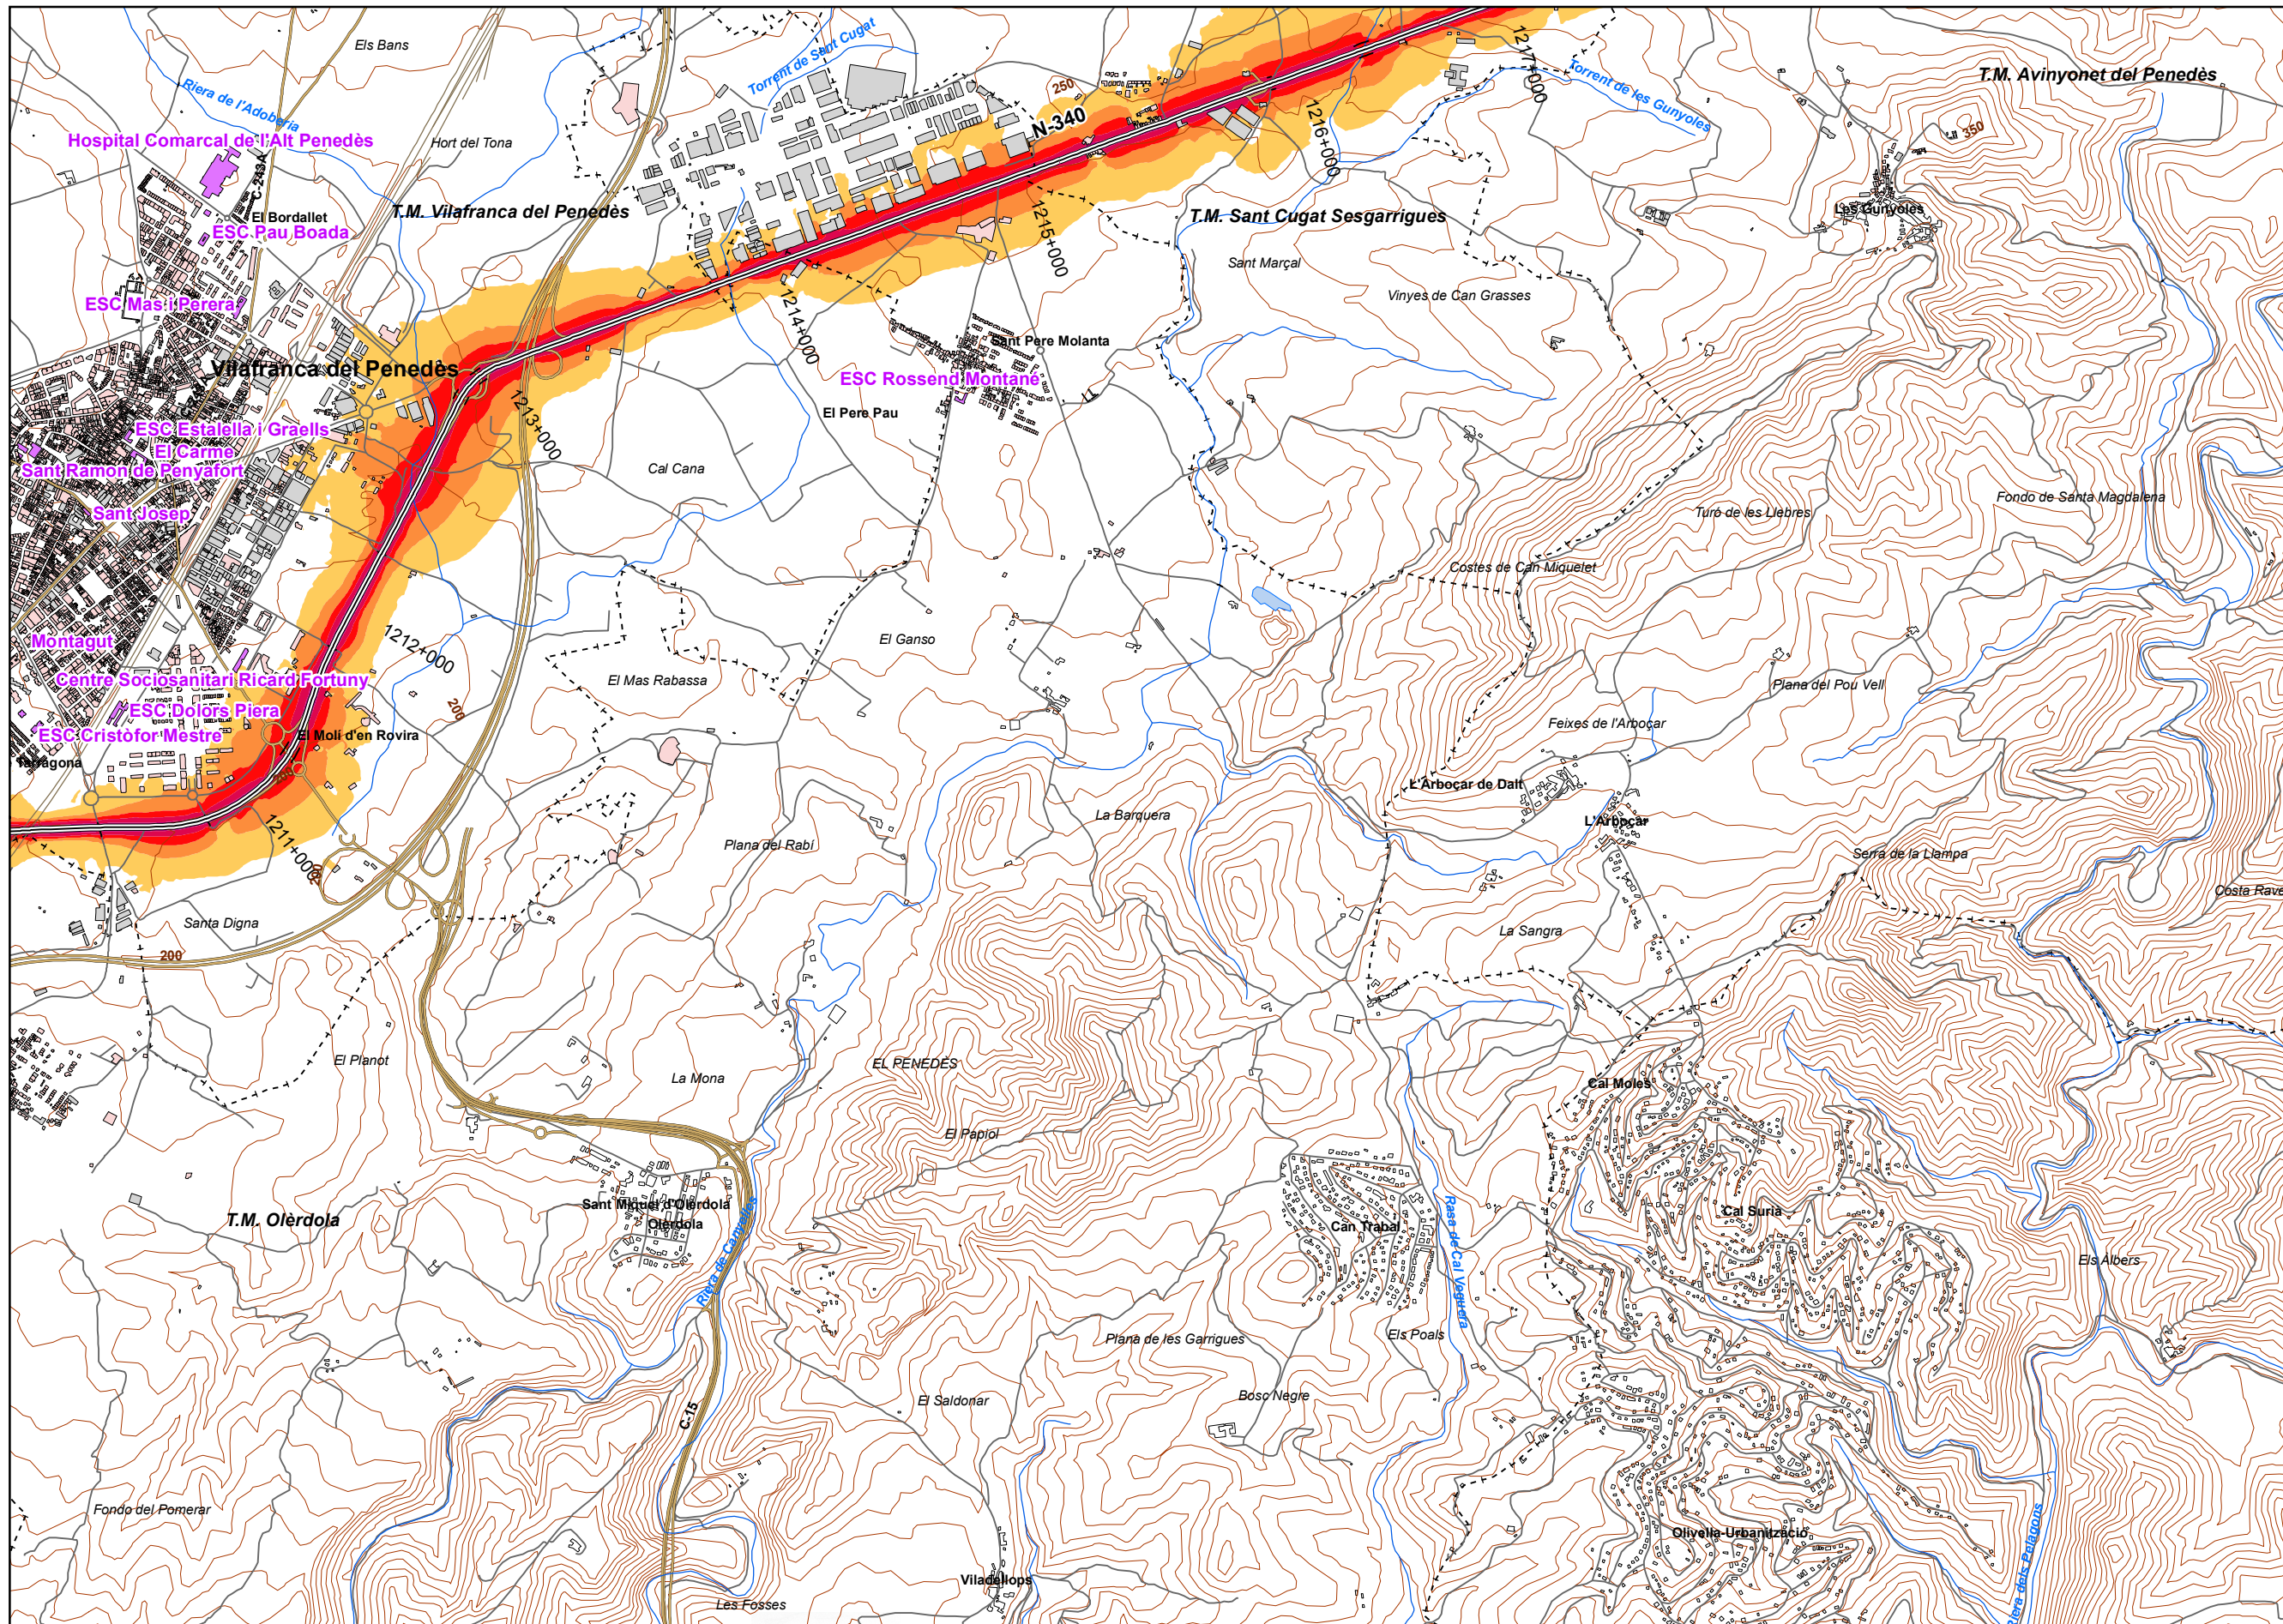 Els Bans
Torrent de Sant Cugat
1217+000
Torrent de les Gunyoles
T.M. Avinyonet del Penedès
Riera de l'Adoberia
250
N-340
1216+000
350
Hospital Comarcal de l'Alt Penedès
Hort del Tona
C-243A
El Bordallet
ESC Pau Boada
T.M. Vilafranca del Penedès
1215+000
T.M. Sant Cugat Sesgarrigues
Les Gunyoles
Sant Marçal
Vinyes de Can Grasses
ESC Mas i Perera
1214+000
Sant Pere Molanta
Vilafranca del Penedès
ESC Rossend Montané
1213+000
El Pere Pau
ESC Estalella i Graells
El Carme
Sant Ramon de Penyafort
Cal Cana
Sant Josep
Turó de les Llebres
Fondo de Santa Magdalena
Costes de Can Miquelet
1212+000
Montagut
El Ganso
Centre Sociosanitari Ricard Fortuny
El Mas Rabassa
Plana del Pou Vell
200
ESC Dolors Piera
ESC Cristòfor Mestre
El Molí d'en Rovira
Feixes de l'Arboçar
Tarragona
200
L'Arboçar de Dalt
1211+000
La Barquera
L'Arboçar
Plana del Rabí
Serra de la Llampa
200
Costa Rave
Santa Digna
La Sangra
200
El Planot
La Mona
EL PENEDÈS
Cal Moles
El Papiol
Sant Miquel d'Olèrdola
Olèrdola
T.M. Olèrdola
Riera de Canyelles
Can Trabal
Rasa de Cal Voguera
Cal Surià
Els Albers
Plana de les Garrigues
Els Poals
El Saldonar
Bosc Negre
C-15
Fondo del Pomerar
Olivella-Urbanització
Riera dels Pelagons
Viladellops
Les Fosses